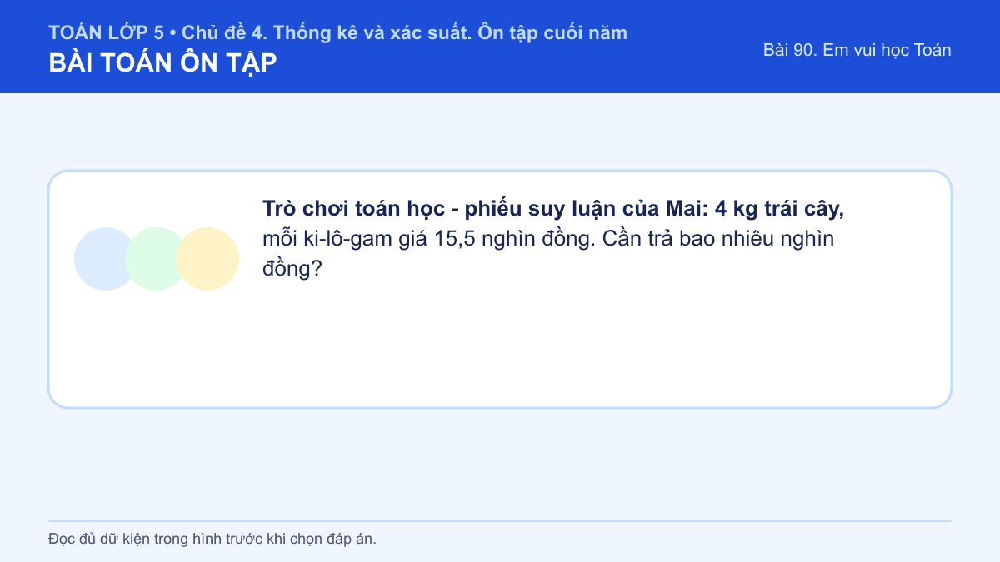 TOÁN LỚP 5 • Chủ đề 4. Thống kê và xác suất. Ôn tập cuối năm
BÀI TOÁN ÔN TẬP
Bài 90. Em vui học Toán
Trò chơi toán học - phiếu suy luận của Mai: 4 kg trái cây,
mỗi ki-lô-gam giá 15,5 nghìn đồng. Cần trả bao nhiêu nghìn
đồng?
Đọc đủ dữ kiện trong hình trước khi chọn đáp án.